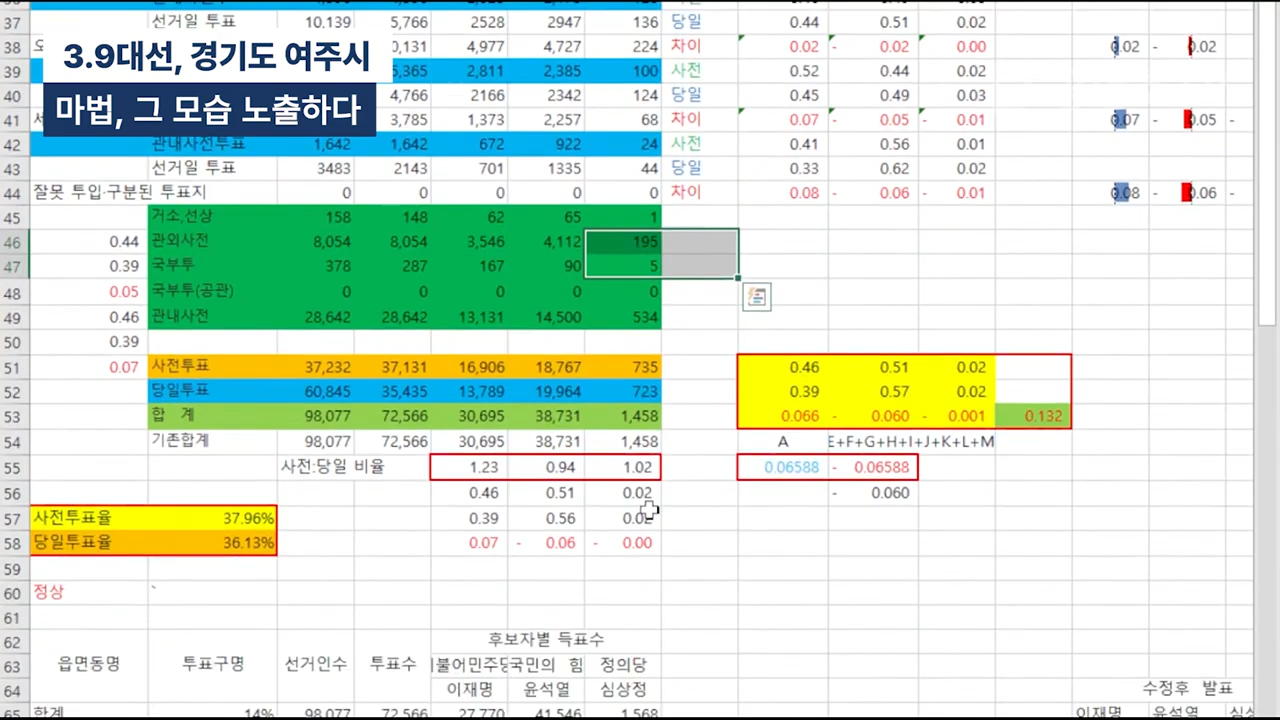 3.9대선, 경기도 여주시
마법, 그 모습 노출하다
37 선거일 투표 10,139 5,766 2528 2947 136 당일 0.44 0.51 0.02
38 0,131 4,977 4,727 224 차이 0.02 - 0.02 0.00 0.02 - 0.02
39 5,365 2,811 2,385 100 사전 0.52 0.44 0.02
40 4,766 2166 2342 124 당일 0.45 0.49 0.03
41 3,785 1,373 2,257 68 차이 0.07 - 0.05 - 0.01 0.07 - 0.05 -
42 관내사전투표 1,642 1,642 672 922 24 사전 0.41 0.56 0.01
43 선거일 투표 3483 2143 701 1335 44 당일 0.33 0.62 0.02
44 잘못 투입·구분된 투표지 0 0 0 0 0 차이 0.08 - 0.06 - 0.01 0.08 - 0.06 -
45 거소,선상 158 148 62 65 1
46 0.44 관외사전 8,054 8,054 3,546 4,112 195
47 0.39 국부투 378 287 167 90 5
48 0.05 국부투(공관) 0 0 0 0 0
49 0.46 관내사전 28,642 28,642 13,131 14,500 534
50 0.39
51 0.07 사전투표 37,232 37,131 16,906 18,767 735 0.46 0.51 0.02
52 당일투표 60,845 35,435 13,789 19,964 723 0.39 0.57 0.02
53 합 계 98,077 72,566 30,695 38,731 1,458 0.066 - 0.060 - 0.001 0.132
54 기존합계 98,077 72,566 30,695 38,731 1,458 A E+F+G+H+I+J+K+L+M
55 사전:당일 비율 1.23 0.94 1.02 0.06588 - 0.06588
56 0.46 0.51 0.02 - 0.060
57 사전투표율 37.96% 0.39 0.56 0.02
58 당일투표율 36.13% 0.07 - 0.06 - 0.00
59
60 정상 `
61
62 후보자별 득표수
63 읍면동명 투표구명 선거인수 투표수 불어민주당 국민의 힘 정의당
64 이재명 윤석열 심상정 수정후 발표
65 합계 14% 98,077 72,566 27,770 41,546 1,568 이재명 윤석열